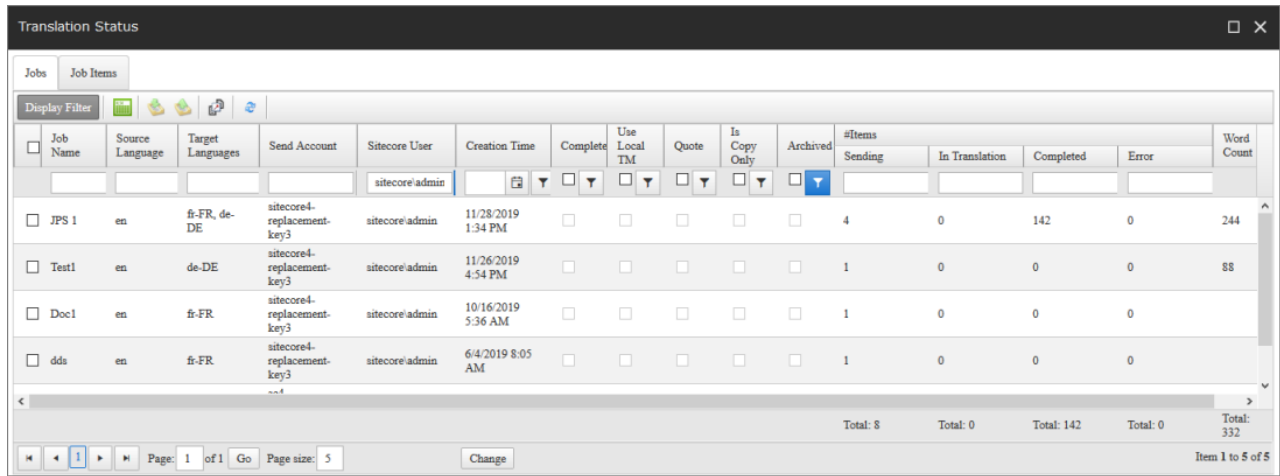 Translation Status
Jobs Job Items
Display Filter
Job Name Source Language Target Languages Send Account Sitecore User Creation Time Complete Use Local TM Quote Is Copy Only Archived #Items Word Count
Sending In Translation Completed Error
sitecore\admin
JPS 1 en fr-FR, de-DE sitecore4-replacement-key3 sitecore\admin 11/28/2019 1:34 PM 4 0 142 0 244
Test1 en de-DE sitecore4-replacement-key3 sitecore\admin 11/26/2019 4:54 PM 1 0 0 0 88
Doc1 en fr-FR sitecore4-replacement-key3 sitecore\admin 10/16/2019 5:36 AM 1 0 0 0
dds en fr-FR sitecore4-replacement-key3 sitecore\admin 6/4/2019 8:05 AM 1 0 0 0
Total: 8 Total: 0 Total: 142 Total: 0 Total: 332
1 Page: 1 of 1 Go Page size: 5 Change Item 1 to 5 of 5